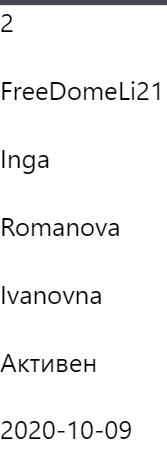 2
FreeDomeLi21
Inga
Romanova
Ivanovna
Активен
2020-10-09